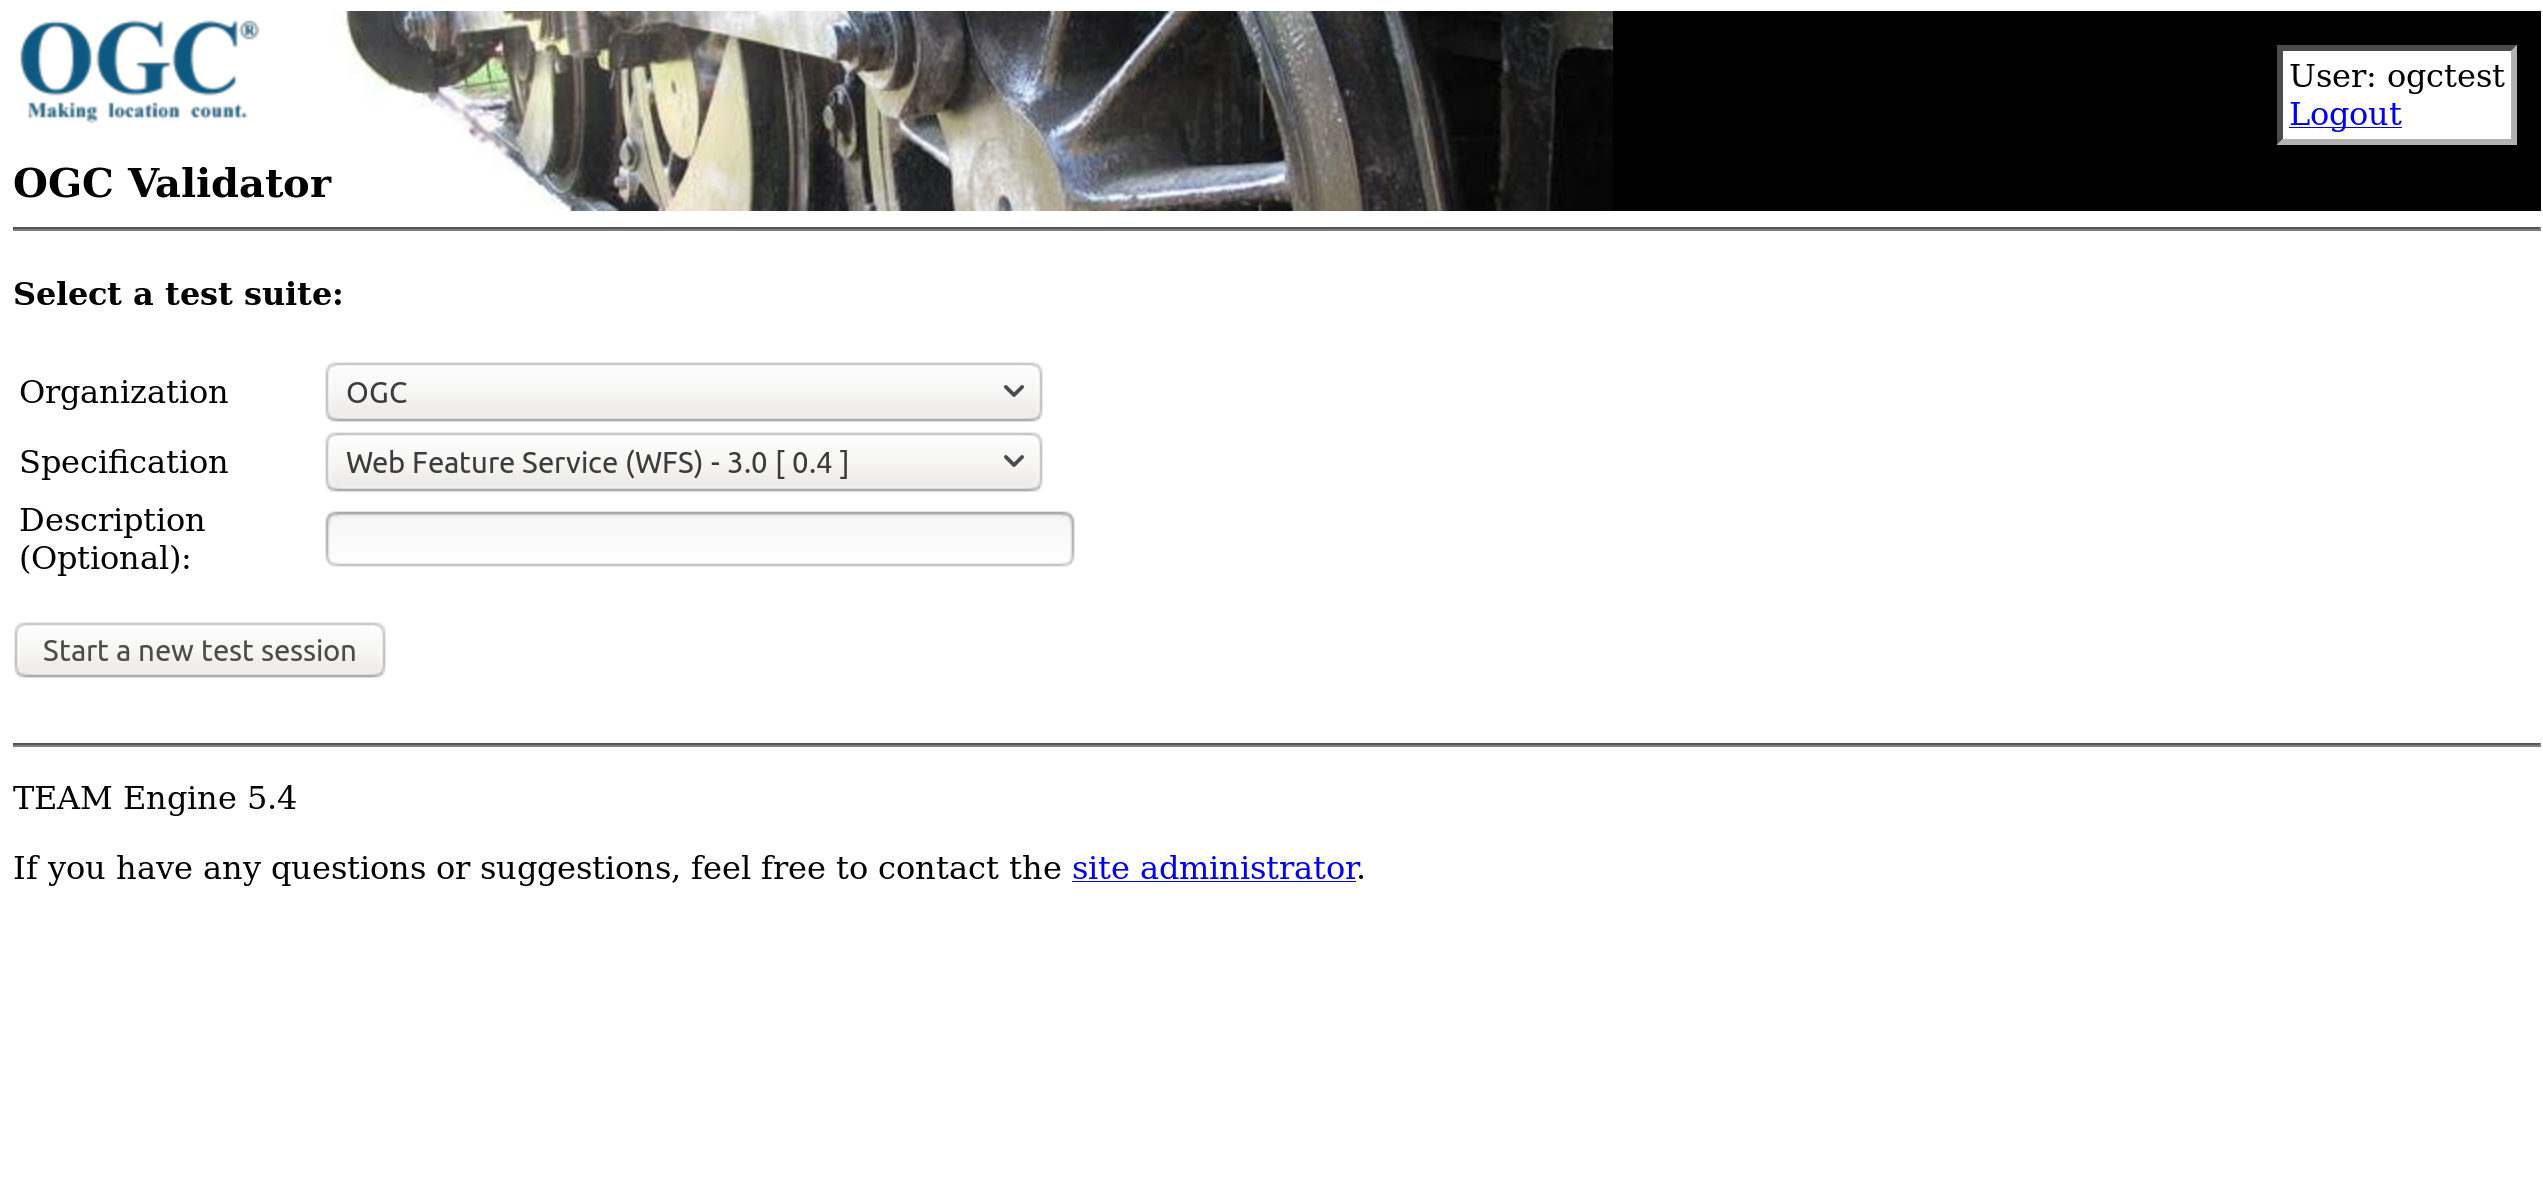 OGC®
Making location count.
OGC Validator
User: ogctest
Logout
Select a test suite:
Organization
OGC
Specification
Web Feature Service (WFS) - 3.0 [ 0.4 ]
Description
(Optional):
Start a new test session
TEAM Engine 5.4
If you have any questions or suggestions, feel free to contact the site administrator.